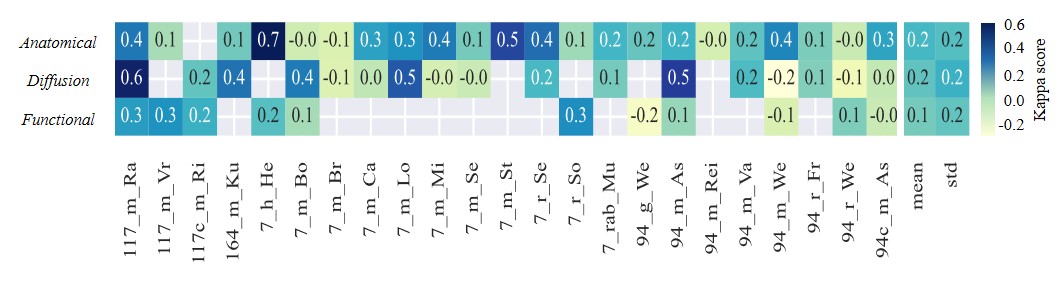 Anatomical 0.4 0.1 0.1 0.7 -0.0 -0.1 0.3 0.3 0.4 0.1 0.5 0.4 0.1 0.2 0.2 0.2 -0.0 0.2 0.4 0.1 -0.0 0.3 0.2 0.2
Diffusion 0.6 0.2 0.4 0.4 -0.1 0.0 0.5 -0.0 -0.0 0.2 0.1 0.5 0.2 -0.2 0.1 -0.1 0.0 0.2 0.2
Functional 0.3 0.3 0.2 0.2 0.1 0.3 -0.2 0.1 -0.1 0.1 -0.0 0.1 0.2
117_m_Ra
117_m_Vr
117c_m_Ri
164_m_Ku
7_h_He
7_m_Bo
7_m_Br
7_m_Ca
7_m_Lo
7_m_Mi
7_m_Se
7_m_St
7_r_Se
7_r_So
7_rab_Mu
94_g_We
94_m_As
94_m_Rei
94_m_Va
94_m_We
94_r_Fr
94_r_We
94c_m_As
mean
std
0.6
0.4
0.2
0.0
-0.2
Kappa score